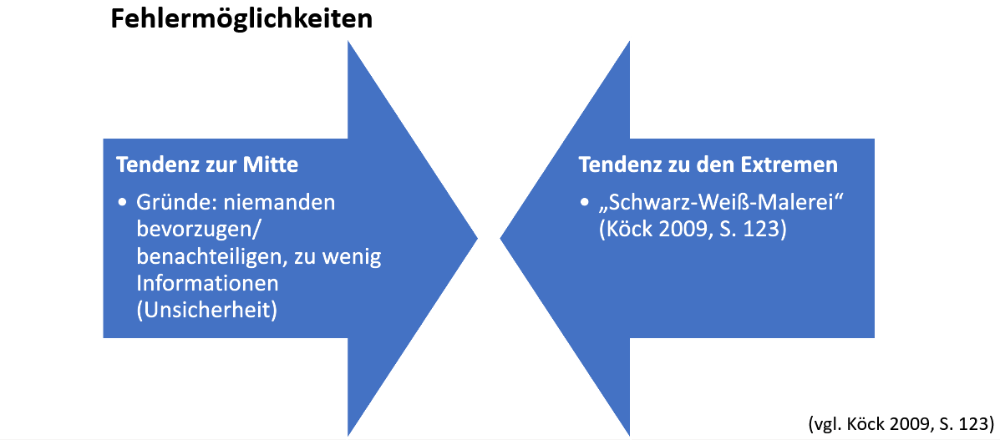 Fehlermöglichkeiten
Tendenz zur Mitte
• Gründe: niemanden
bevorzugen/
benachteiligen, zu wenig
Informationen
(Unsicherheit)
Tendenz zu den Extremen
• „Schwarz-Weiß-Malerei“
(Köck 2009, S. 123)
(vgl. Köck 2009, S. 123)